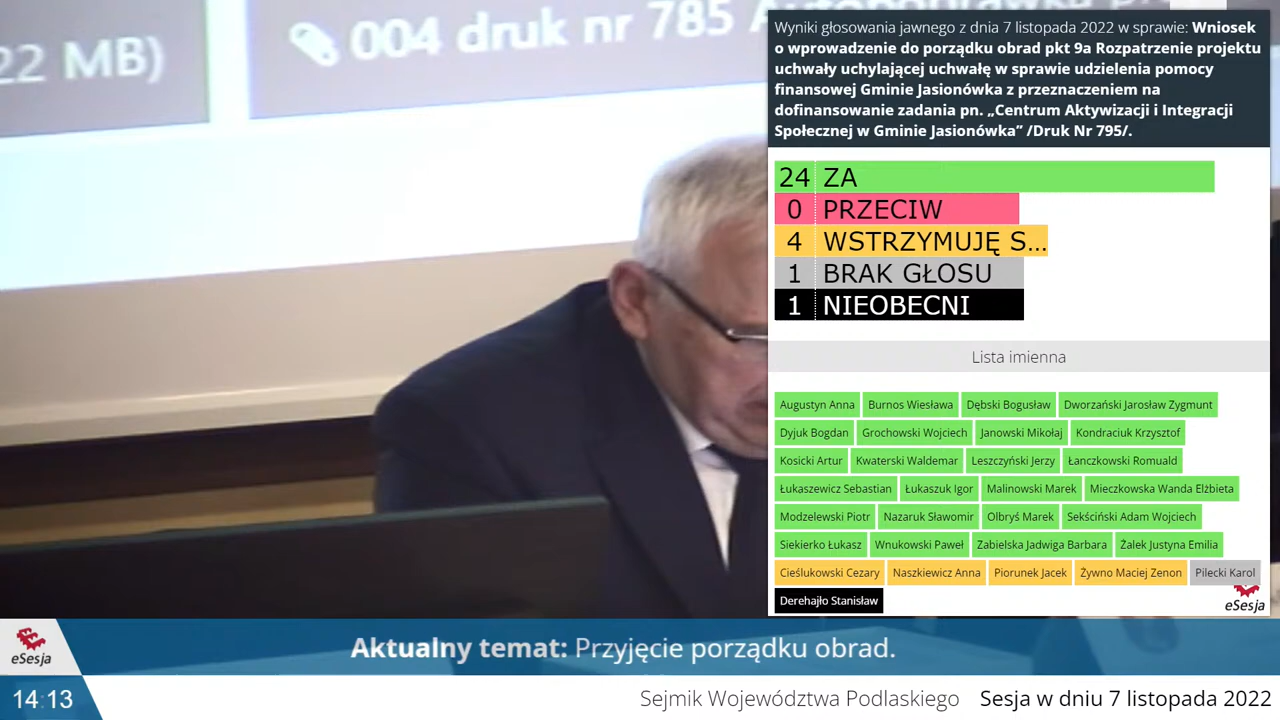 22 MB)
004 druk nr 785
Wyniki głosowania jawnego z dnia 7 listopada 2022 w sprawie: Wniosek
o wprowadzenie do porządku obrad pkt 9a Rozpatrzenie projektu
uchwały uchylającej uchwałę w sprawie udzielenia pomocy
finansowej Gminie Jasionówka z przeznaczeniem na
dofinansowanie zadania pn. „Centrum Aktywizacji i Integracji
Społecznej w Gminie Jasionówka” /Druk Nr 795/.
24 ZA
0 PRZECIW
4 WSTRZYMUJĘ S...
1 BRAK GŁOSU
1 NIEOBECNI
Lista imienna
Augustyn Anna Burnos Wiesława Dębski Bogusław Dworzański Jarosław Zygmunt
Dyjuk Bogdan Grochowski Wojciech Janowski Mikołaj Kondraciuk Krzysztof
Kosicki Artur Kwaterski Waldemar Leszczyński Jerzy Łanczkowski Romuald
Łukaszewicz Sebastian Łukaszuk Igor Malinowski Marek Mieczkowska Wanda Elżbieta
Modzelewski Piotr Nazaruk Sławomir Olbryś Marek Sekściński Adam Wojciech
Siekierko Łukasz Wnukowski Paweł Zabielska Jadwiga Barbara Żalek Justyna Emilia
Cieślukowski Cezary Naszkiewicz Anna Piorunek Jacek Żywno Maciej Zenon Pilecki Karol
Derehajło Stanisław
eSesja
eSesja
Aktualny temat: Przyjęcie porządku obrad.
14:13
Sejmik Województwa Podlaskiego Sesja w dniu 7 listopada 2022